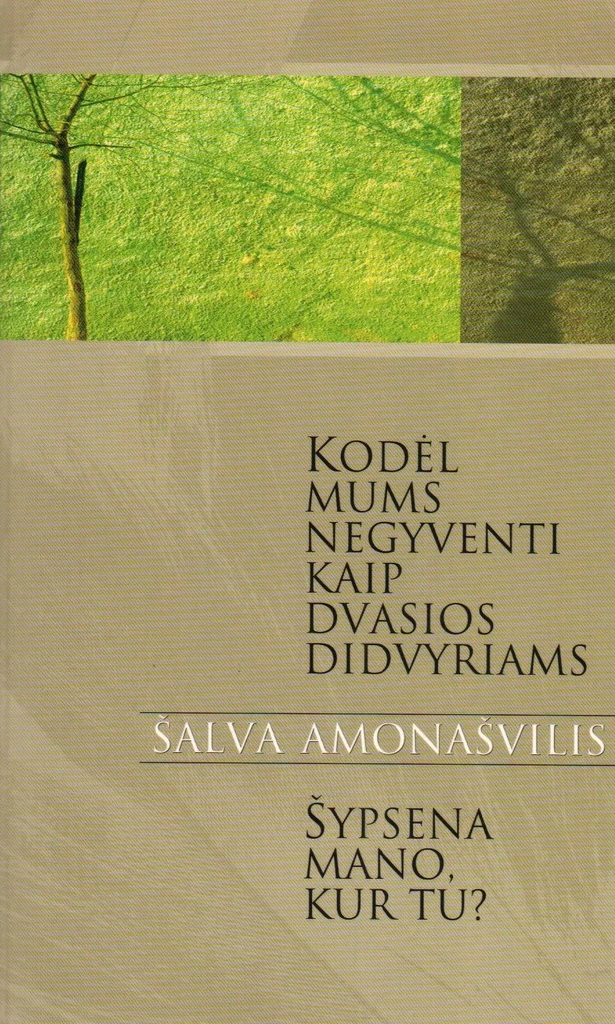 KODĖL
MUMS
NEGYVENTI
KAIP
DVASIOS
DIDVYRIAMS
ŠALVA AMONAŠVILIS
ŠYPSENA
MANO,
KUR TU?